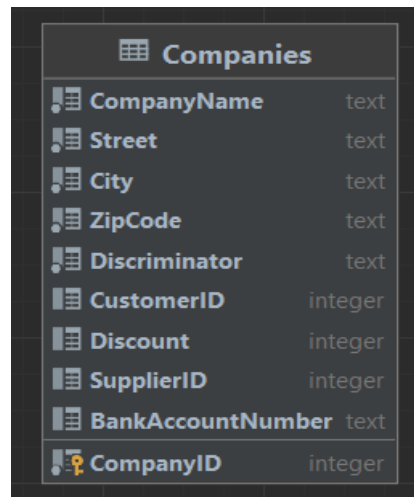 Companies
CompanyName text
Street text
City text
ZipCode text
Discriminator text
CustomerID integer
Discount integer
SupplierID integer
BankAccountNumber text
CompanyID integer